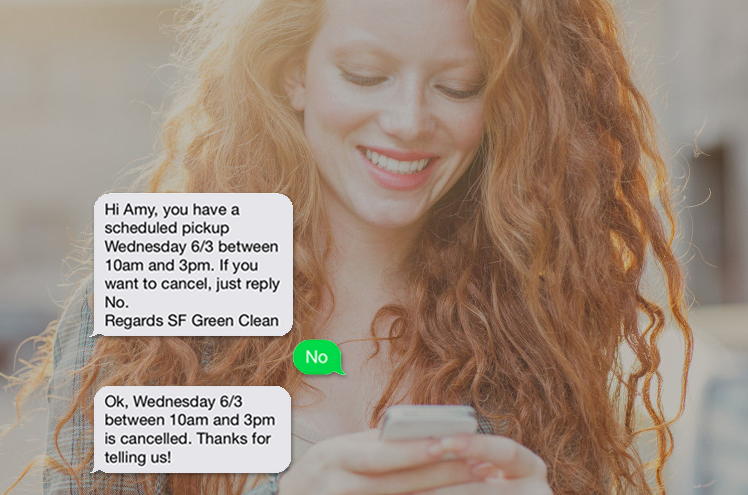 Hi Amy, you have a
scheduled pickup
Wednesday 6/3 between
10am and 3pm. If you
want to cancel, just reply
No.
Regards SF Green Clean
No
Ok, Wednesday 6/3
between 10am and 3pm
is cancelled. Thanks for
telling us!